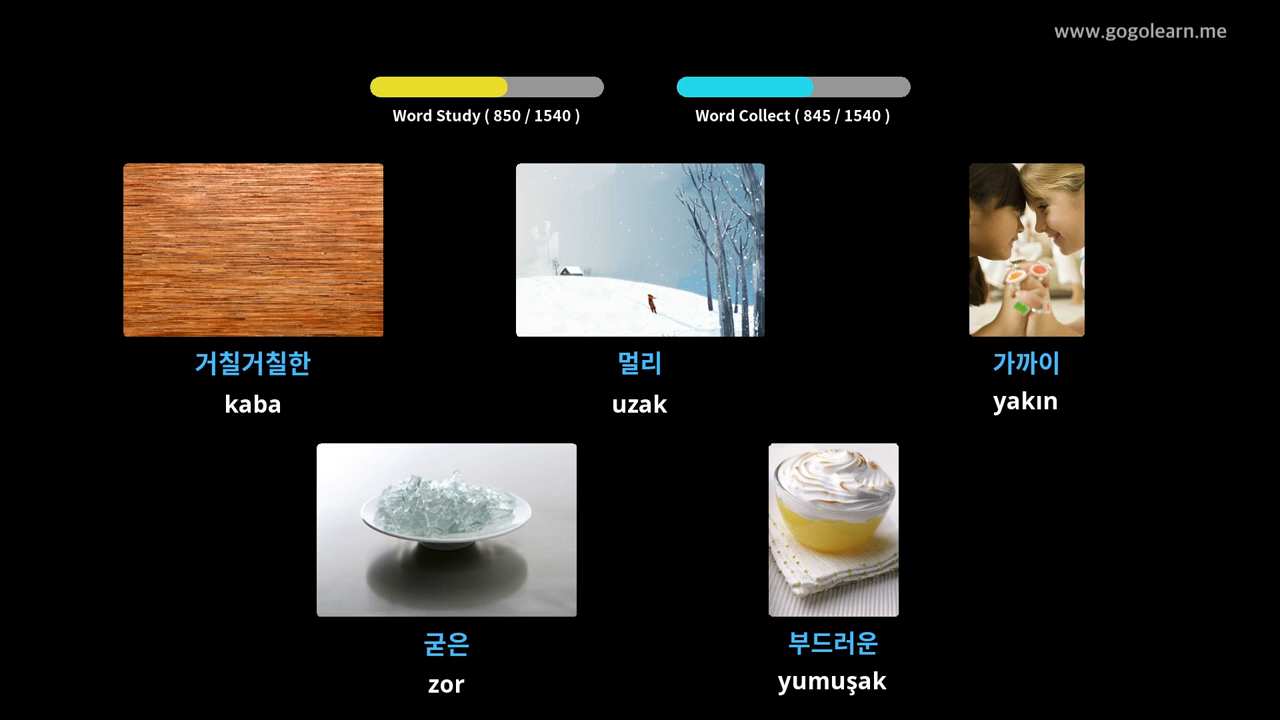 www.gogolearn.me
Word Study ( 850 / 1540 )
Word Collect ( 845 / 1540 )
거칠거칠한
kaba
멀리
uzak
가까이
yakın
굳은
zor
부드러운
yumuşak